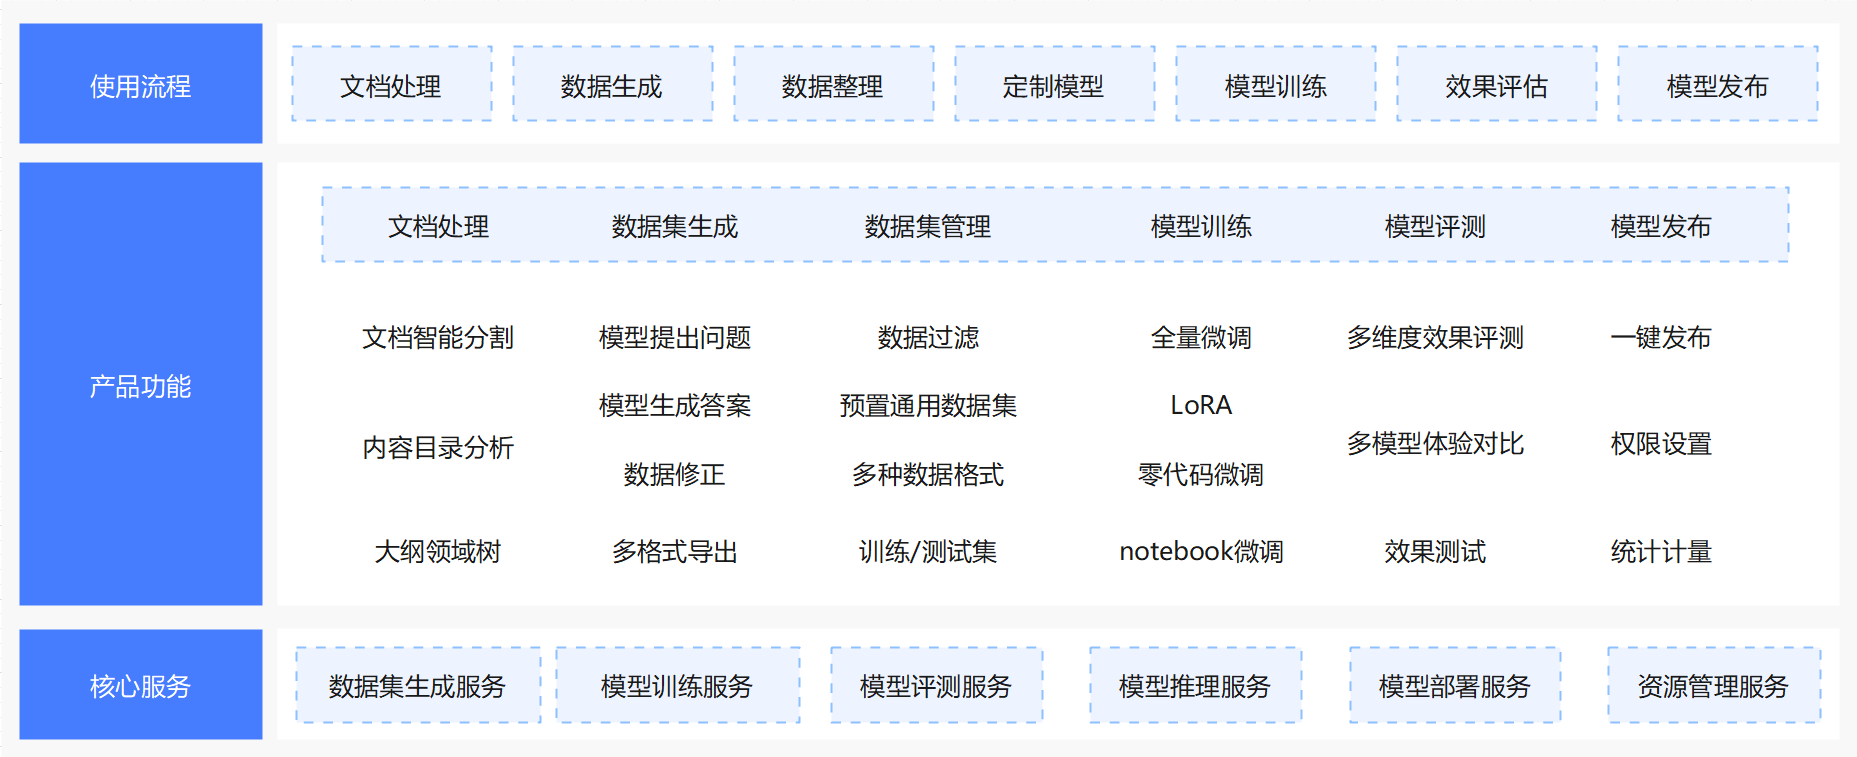 使用流程
文档处理
数据生成
数据整理
定制模型
模型训练
效果评估
模型发布
产品功能
文档处理
数据集生成
数据集管理
模型训练
模型评测
模型发布
文档智能分割
模型提出问题
数据过滤
全量微调
多维度效果评测
一键发布
模型生成答案
预置通用数据集
LoRA
内容目录分析
多模型体验对比
权限设置
数据修正
多种数据格式
零代码微调
大纲领域树
多格式导出
训练/测试集
notebook微调
效果测试
统计计量
核心服务
数据集生成服务
模型训练服务
模型评测服务
模型推理服务
模型部署服务
资源管理服务